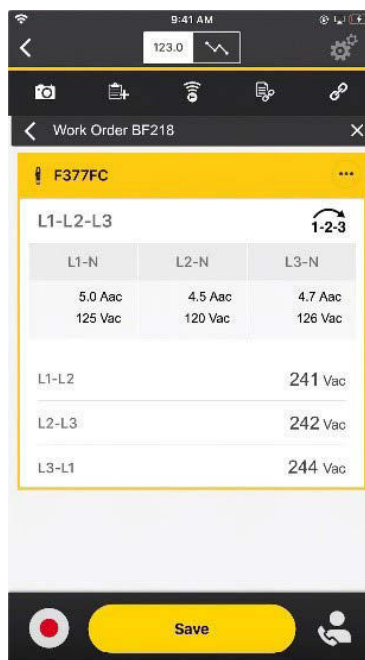 9:41 AM
123.0
Work Order BF218
F377FC
L1-L2-L3
1-2-3
L1-N L2-N L3-N
5.0 Aac 4.5 Aac 4.7 Aac
125 Vac 120 Vac 126 Vac
L1-L2 241 Vac
L2-L3 242 Vac
L3-L1 244 Vac
Save